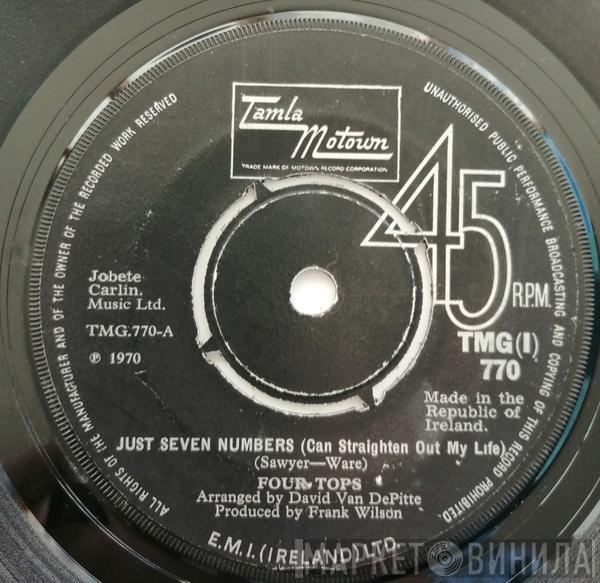 Tamla
Motown
TRADE MARK OF MOTOWN RECORD CORPORATION
ALL RIGHTS OF THE MANUFACTURER AND OF THE OWNER OF THE RECORDED WORK RESERVED
UNAUTHORISED PUBLIC PERFORMANCE BROADCASTING AND COPYING OF THIS RECORD PROHIBITED.
45
R.P.M.
Jobete
Carlin.
Music Ltd.
TMG.770-A
℗ 1970
TMG(I)
770
Made in the
Republic of
Ireland.
JUST SEVEN NUMBERS (Can Straighten Out My Life)
(Sawyer—Ware)
FOUR TOPS
Arranged by David Van DePitte
Produced by Frank Wilson
E.M.I. (IRELAND) LTD.
МАРКЕТ ВИНИЛА